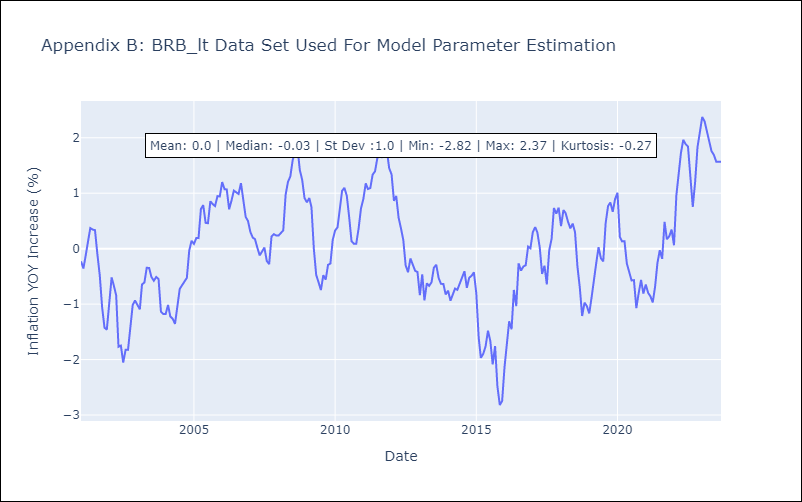 Appendix B: BRB_lt Data Set Used For Model Parameter Estimation
Mean: 0.0 | Median: -0.03 | St Dev :1.0 | Min: -2.82 | Max: 2.37 | Kurtosis: -0.27
Inflation YOY Increase (%)
2
1
0
−1
−2
−3
2005
2010
2015
2020
Date